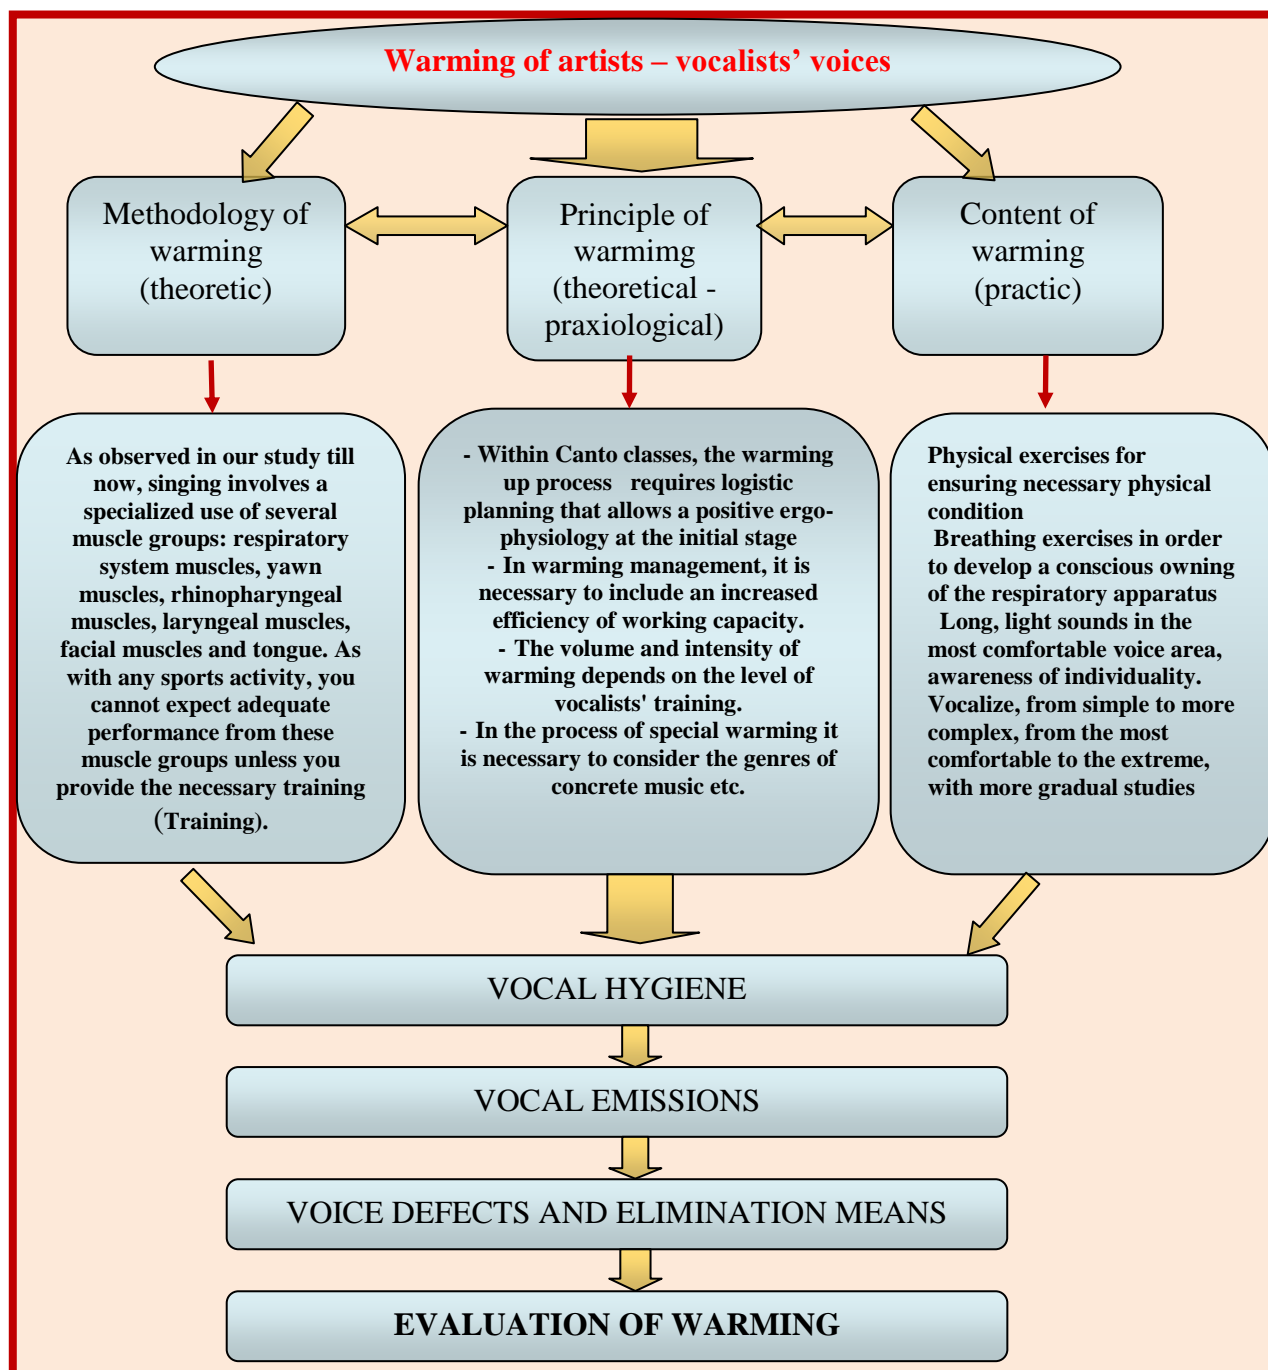 Warming of artists – vocalists’ voices
Methodology of
warming
(theoretic)
Principle of
warmimg
(theoretical -
praxiological)
Content of
warming
(practic)
As observed in our study till
now, singing involves a
specialized use of several
muscle groups: respiratory
system muscles, yawn
muscles, rhinopharyngeal
muscles, laryngeal muscles,
facial muscles and tongue. As
with any sports activity, you
cannot expect adequate
performance from these
muscle groups unless you
provide the necessary training
(Training).
- Within Canto classes, the warming
up process requires logistic
planning that allows a positive ergo-
physiology at the initial stage
- In warming management, it is
necessary to include an increased
efficiency of working capacity.
- The volume and intensity of
warming depends on the level of
vocalists' training.
- In the process of special warming it
is necessary to consider the genres of
concrete music etc.
Physical exercises for
ensuring necessary physical
condition
Breathing exercises in order
to develop a conscious owning
of the respiratory apparatus
Long, light sounds in the
most comfortable voice area,
awareness of individuality.
Vocalize, from simple to more
complex, from the most
comfortable to the extreme,
with more gradual studies
VOCAL HYGIENE
VOCAL EMISSIONS
VOICE DEFECTS AND ELIMINATION MEANS
EVALUATION OF WARMING